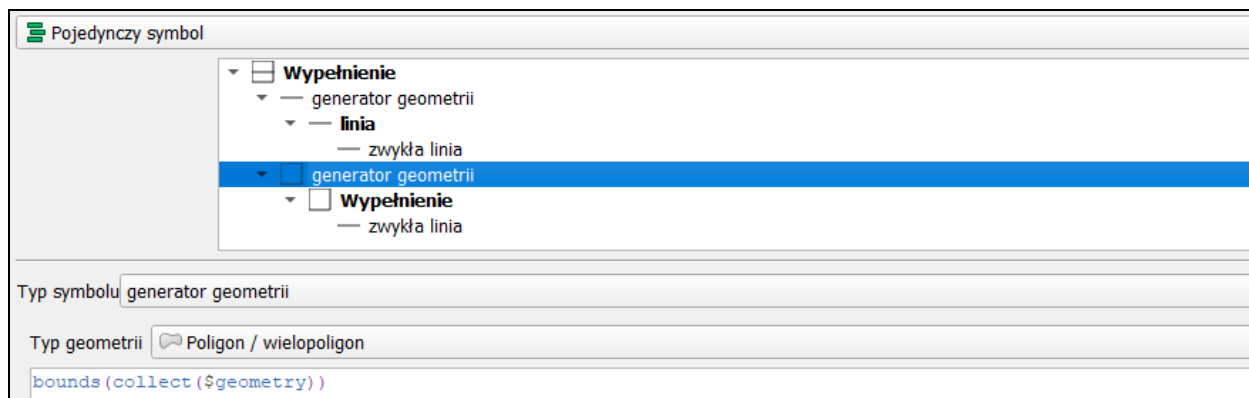 Pojedynczy symbol
Wypełnienie
generator geometrii
linia
zwykła linia
generator geometrii
Wypełnienie
zwykła linia
Typ symbolu generator geometrii
Typ geometrii Poligon / wielopoligon
bounds(collect($geometry))